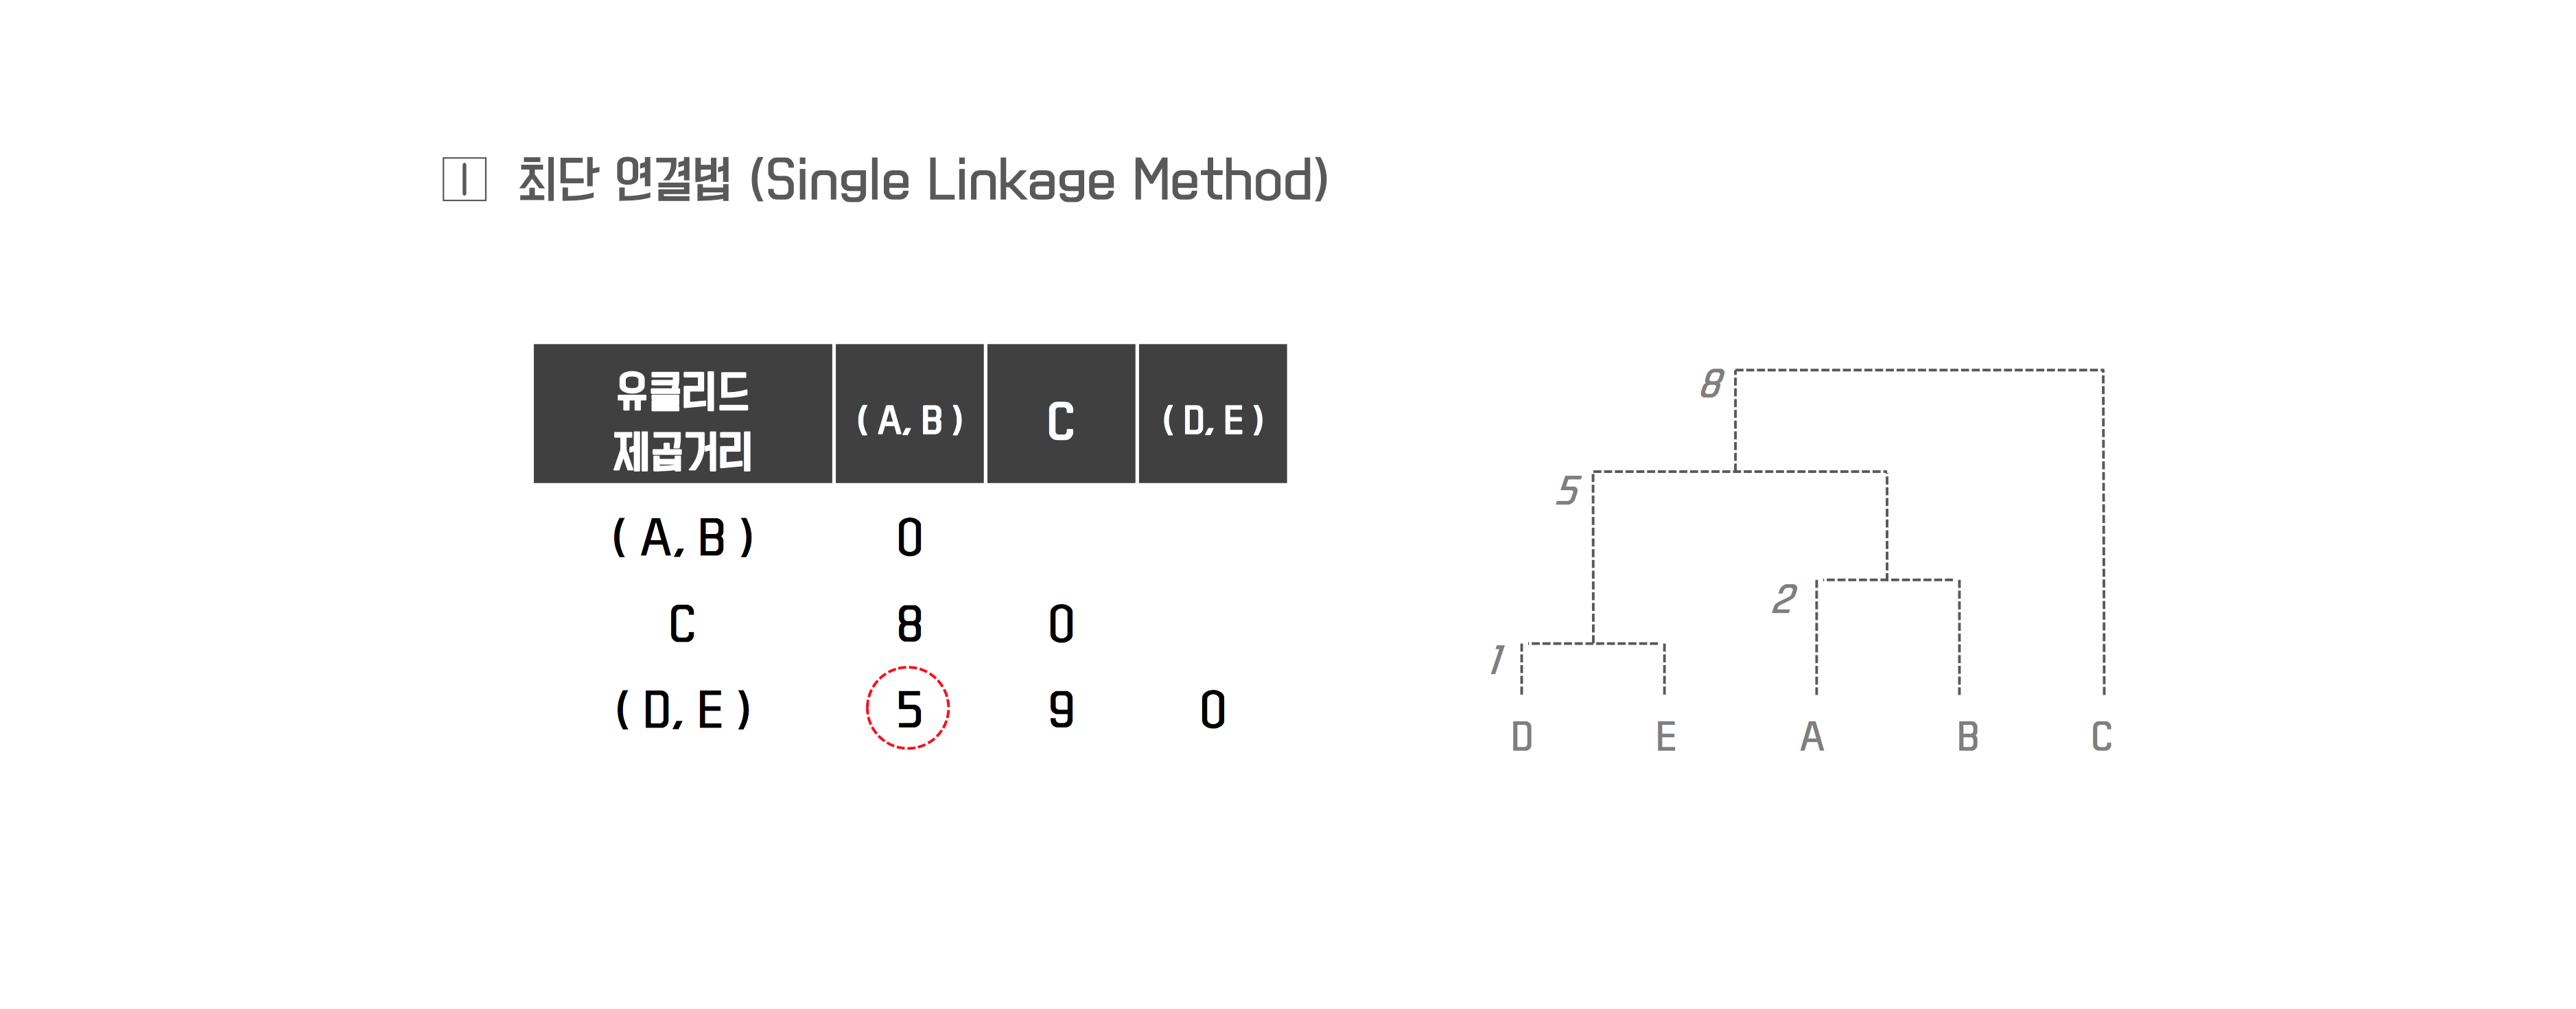 1 최단 연결법 (Single Linkage Method)
유클리드
제곱거리
( A, B ) C ( D, E )
( A, B ) 0
C 8 0
( D, E ) 5 9 0
8
5
2
1
D E A B C